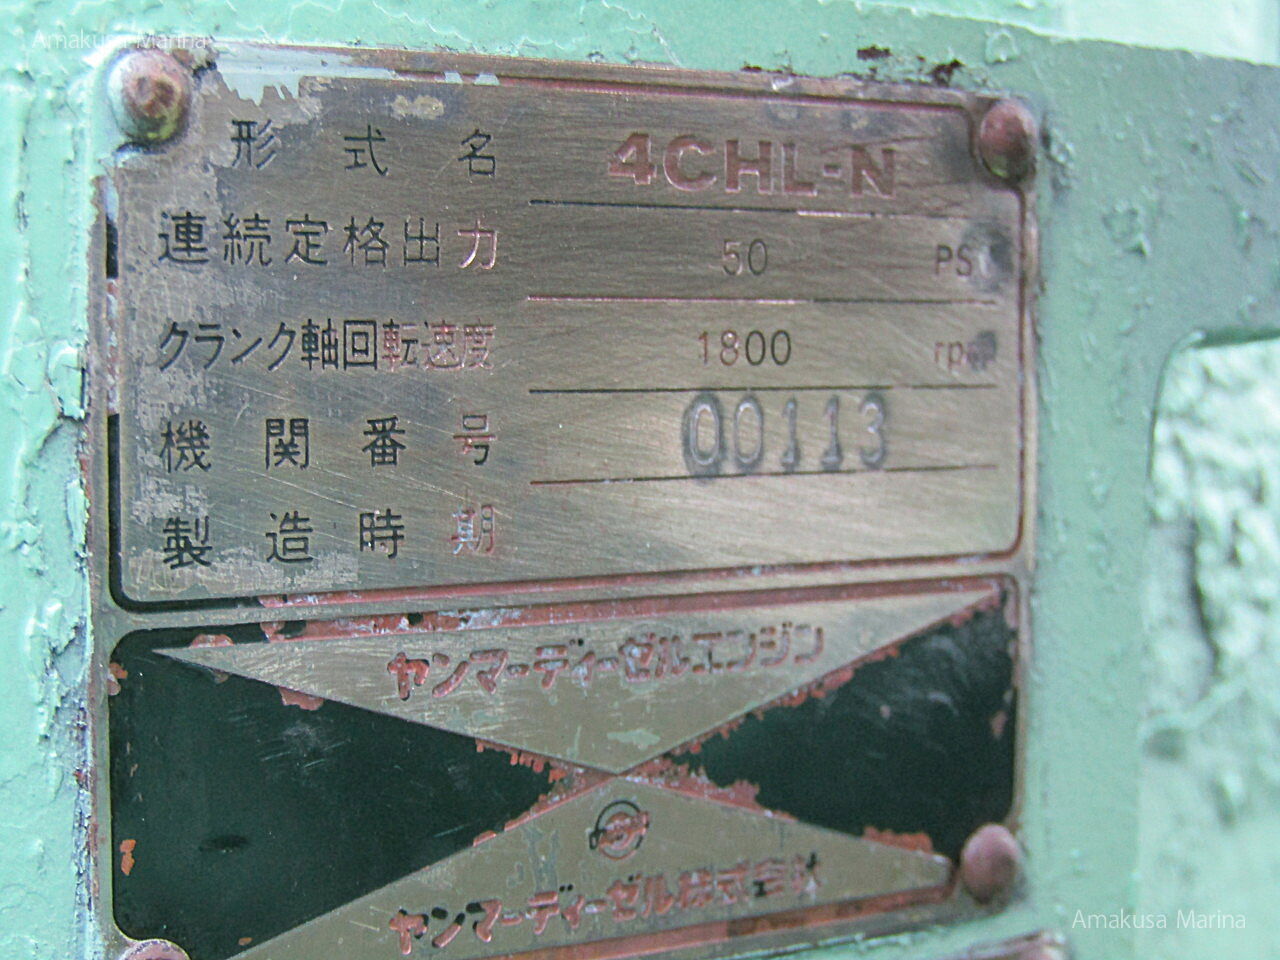 Amakusa Marina
形式名 4CHL-N
連続定格出力 50 PS
クランク軸回転速度 1800 rpm
機関番号 00113
製造時期
ヤンマーディーゼルエンジン
ヤンマーディーゼル株式会社
Amakusa Marina